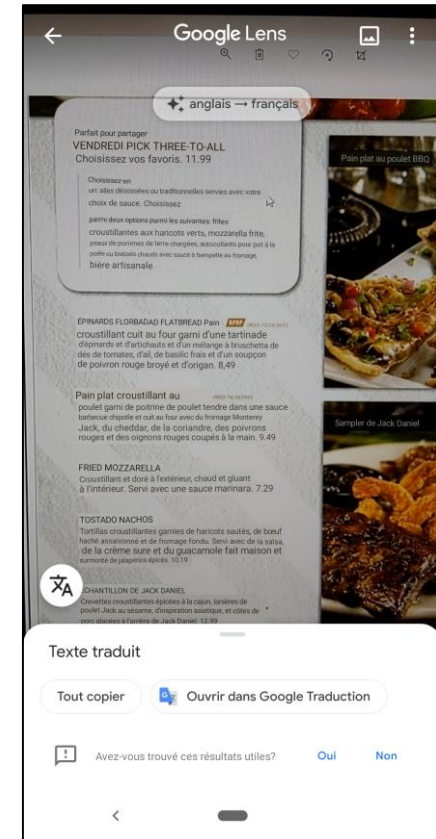 Google Lens
anglais → français
Parfait pour partager
VENDREDI PICK THREE-TO-ALL
Choisissez vos favoris. 11.99
Choisissez-en
un: ailes désossées ou traditionnelles servies avec votre
choix de sauce. Choisissez
parmi deux options parmi les suivantes: frites
croustillantes aux haricots verts, mozzarella frite,
peaux de pommes de terre chargées, autocollants pour pot à la
poêle ou bretzels chauds avec sauce à trempette au fromage.
bière artisanale
Pain plat au poulet BBQ
ÉPINARDS FLORBADAD FLATBREAD Pain
croustillant cuit au four garni d'une tartinade
d'épinards et d'artichauts et d'un mélange à bruschetta de
dés de tomates, d'ail, de basilic frais et d'un soupçon
de poivron rouge broyé et d'origan. 8,49
Pain plat croustillant au
poulet garni de poitrine de poulet tendre dans une sauce
barbecue chipotle et cuit au four avec du fromage Monterey
Jack, du cheddar, de la coriandre, des poivrons
rouges et des oignons rouges coupés à la main. 9.49
Sampler de Jack Daniel
FRIED MOZZARELLA
Croustillant et doré à l'extérieur, chaud et gluant
à l'intérieur. Servi avec une sauce marinara. 7.29
TOSTADO NACHOS
Tortillas croustillantes garnies de haricots sautés, de bœuf
haché assaisonné et de fromage fondu. Servi avec de la salsa,
de la crème sure et du guacamole fait maison et
surmonté de jalapenos épicés. 10.19
ÉCHANTILLON DE JACK DANIEL
Crevettes croustillantes épicées à la cajun, lanières de
poulet Jack au sésame, d'inspiration asiatique, et côtes de
porc glacées à l'arrière de Jack Daniel. 12.99
Texte traduit
Tout copier
Ouvrir dans Google Traduction
Avez-vous trouvé ces résultats utiles?
Oui
Non